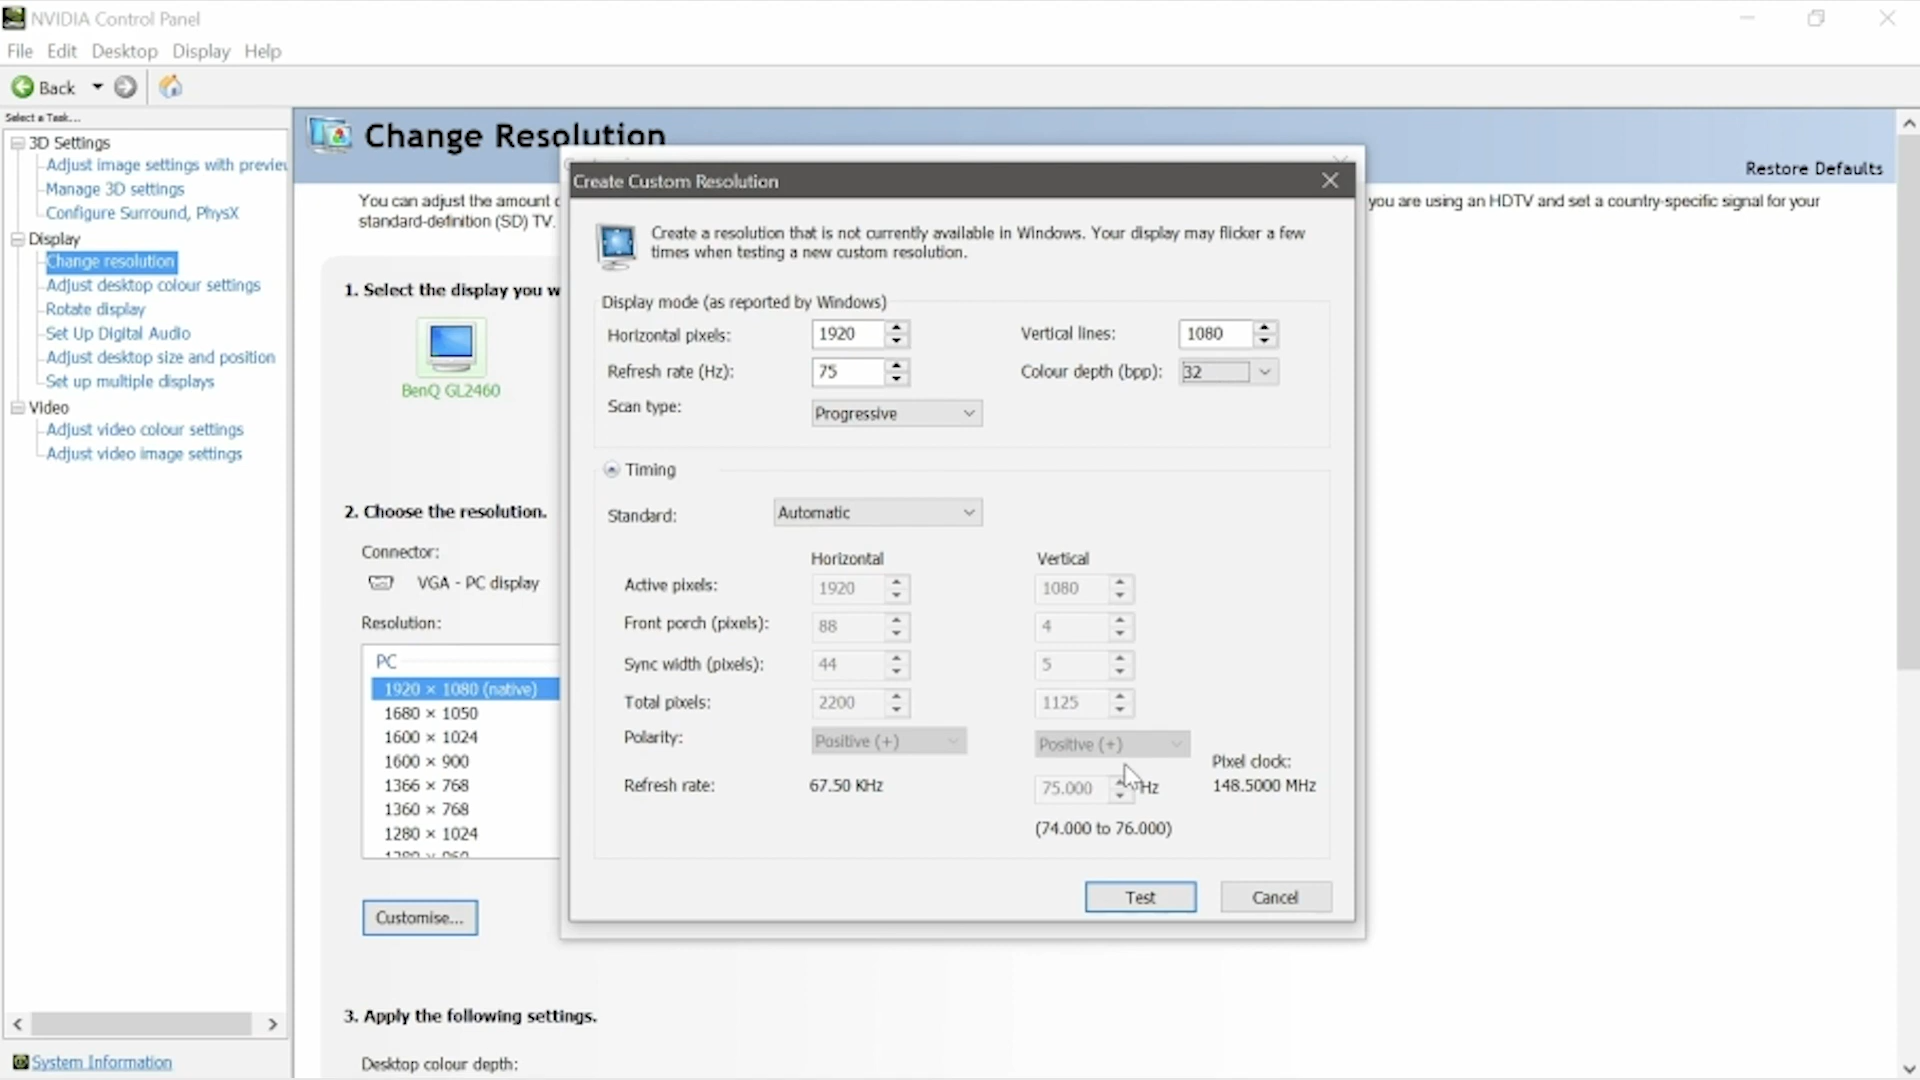 NVIDIA Control Panel
File Edit Desktop Display Help
Back
Select a Task...
3D Settings
Adjust image settings with preview
Manage 3D settings
Configure Surround, PhysX
Display
Change resolution
Adjust desktop colour settings
Rotate display
Set Up Digital Audio
Adjust desktop size and position
Set up multiple displays
Video
Adjust video colour settings
Adjust video image settings
System Information
Change Resolution
Restore Defaults
You can adjust the amount
you are using an HDTV and set a country-specific signal for your
standard-definition (SD) TV.
1. Select the display you w
BenQ GL2460
2. Choose the resolution.
Connector:
VGA - PC display
Resolution:
PC
1920 × 1080 (native)
1680 × 1050
1600 × 1024
1600 × 900
1366 × 768
1360 × 768
1280 × 1024
1280 × 960
Customise...
3. Apply the following settings.
Desktop colour depth:
Create Custom Resolution
Create a resolution that is not currently available in Windows. Your display may flicker a few
times when testing a new custom resolution.
Display mode (as reported by Windows)
Horizontal pixels: 1920 Vertical lines: 1080
Refresh rate (Hz): 75 Colour depth (bpp): 32
Scan type: Progressive
Timing
Standard: Automatic
Horizontal Vertical
Active pixels: 1920 1080
Front porch (pixels): 88 4
Sync width (pixels): 44 5
Total pixels: 2200 1125
Polarity: Positive (+) Positive (+)
Pixel clock:
Refresh rate: 67.50 KHz 75.000 Hz 148.5000 MHz
(74.000 to 76.000)
Test Cancel